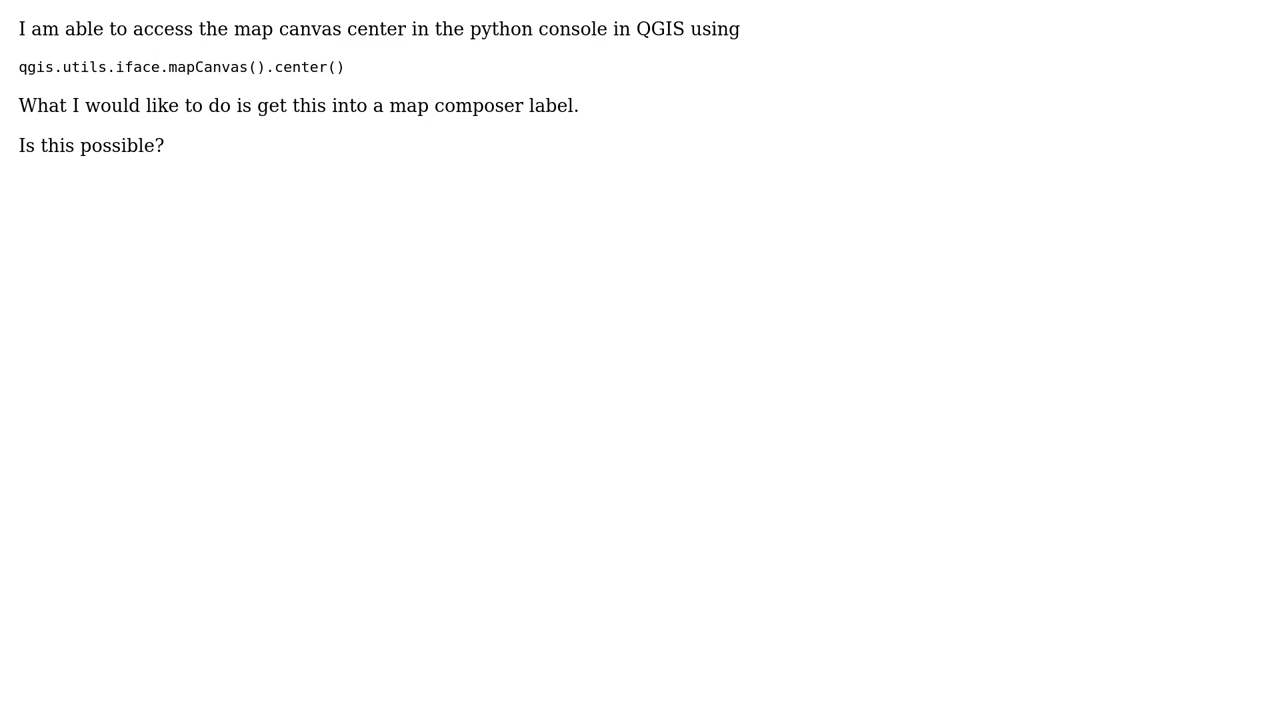 I am able to access the map canvas center in the python console in QGIS using
qgis.utils.iface.mapCanvas().center()
What I would like to do is get this into a map composer label.
Is this possible?